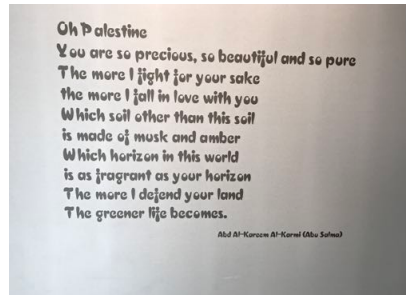 Oh Palestine
You are so precious, so beautiful and so pure
The more I fight for your sake
the more I fall in love with you
Which soil other than this soil
is made of musk and amber
Which horizon in this world
is as fragrant as your horizon
The more I defend your land
The greener life becomes.
Abd Al-Kareem Al-Karmi (Abu Salma)